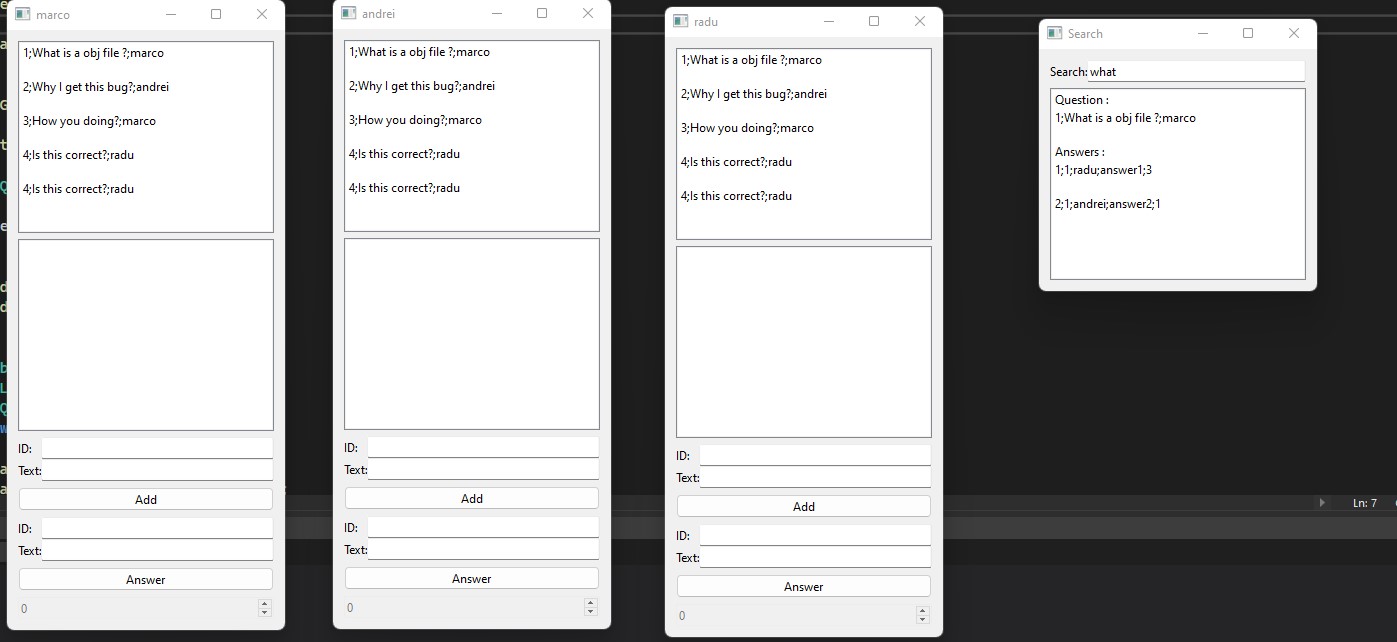 marco
1;What is a obj file ?;marco
2;Why I get this bug?;andrei
3;How you doing?;marco
4;Is this correct?;radu
4;Is this correct?;radu
ID:
Text:
Add
ID:
Text:
Answer
0
andrei
1;What is a obj file ?;marco
2;Why I get this bug?;andrei
3;How you doing?;marco
4;Is this correct?;radu
4;Is this correct?;radu
ID:
Text:
Add
ID:
Text:
Answer
0
radu
1;What is a obj file ?;marco
2;Why I get this bug?;andrei
3;How you doing?;marco
4;Is this correct?;radu
4;Is this correct?;radu
ID:
Text:
Add
ID:
Text:
Answer
0
Search
Search: what
Question :
1;What is a obj file ?;marco
Answers :
1;1;radu;answer1;3
2;1;andrei;answer2;1
Ln: 7